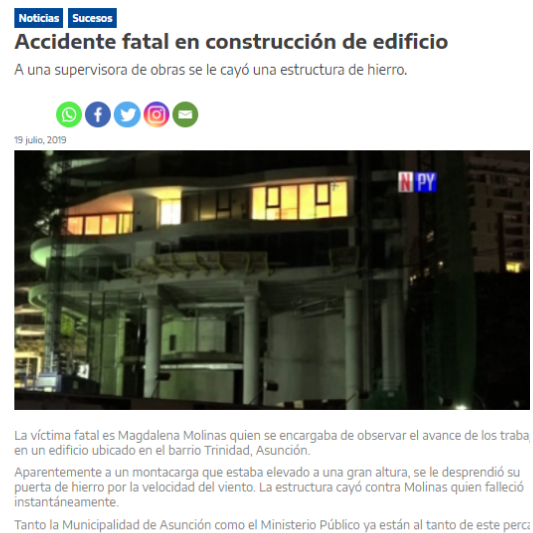 Noticias Sucesos
Accidente fatal en construcción de edificio
A una supervisora de obras se le cayó una estructura de hierro.
19 julio, 2019
N PY
La víctima fatal es Magdalena Molinas quien se encargaba de observar el avance de los traba
en un edificio ubicado en el barrio Trinidad, Asunción.
Aparentemente a un montacarga que estaba elevado a una gran altura, se le desprendió su
puerta de hierro por la velocidad del viento. La estructura cayó contra Molinas quien falleció
instantáneamente.
Tanto la Municipalidad de Asunción como el Ministerio Público ya están al tanto de este perca